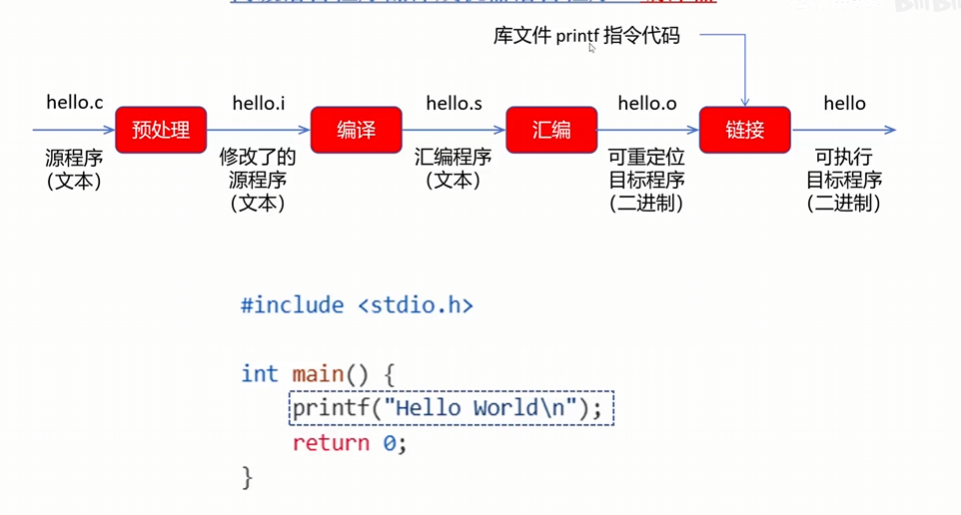 库文件 printf 指令代码
hello.c
hello.i
hello.s
hello.o
hello
预处理
编译
汇编
链接
源程序
（文本）
修改了的
源程序
（文本）
汇编程序
（文本）
可重定位
目标程序
（二进制）
可执行
目标程序
（二进制）
#include <stdio.h>
int main() {
printf("Hello World\n");
return 0;
}